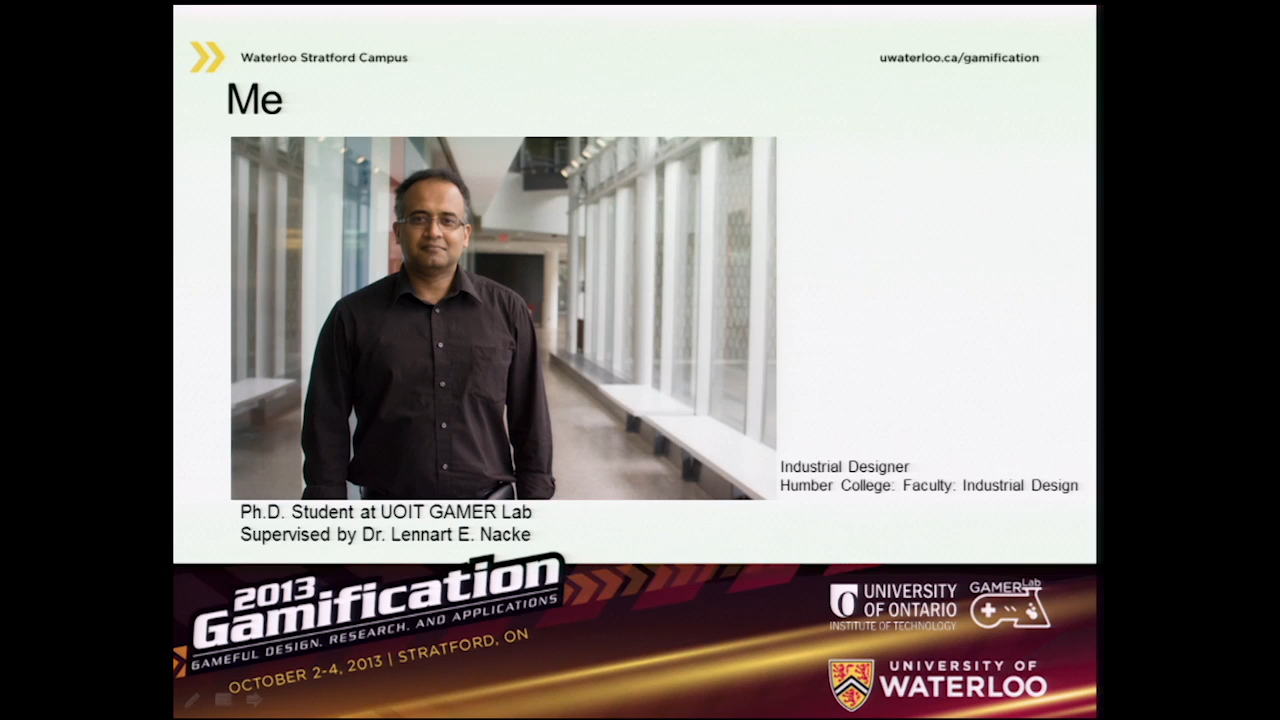 Waterloo Stratford Campus
uwaterloo.ca/gamification
Me
Industrial Designer
Humber College: Faculty: Industrial Design
Ph.D. Student at UOIT GAMER Lab
Supervised by Dr. Lennart E. Nacke
2013
Gamification
GAMEFUL DESIGN, RESEARCH, AND APPLICATIONS
OCTOBER 2-4, 2013 | STRATFORD, ON
UNIVERSITY
OF ONTARIO
INSTITUTE OF TECHNOLOGY
GAMER Lab
UNIVERSITY OF
WATERLOO